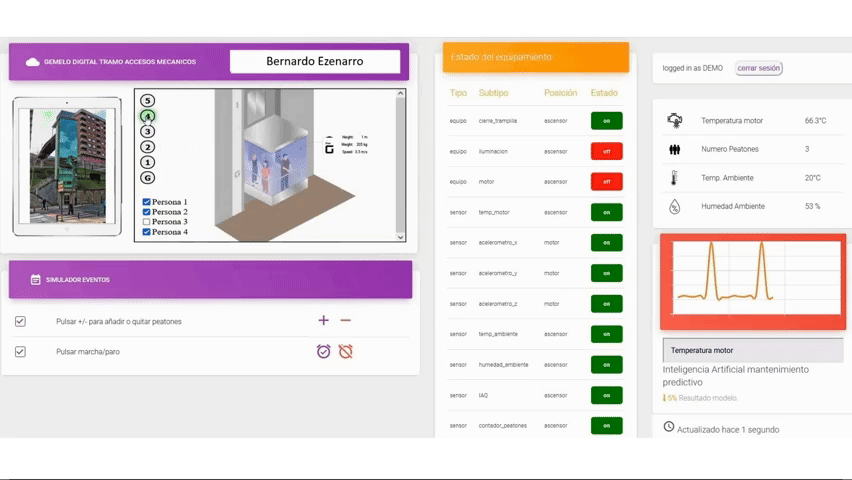 GEMELO DIGITAL TRAMO ACCESOS MECANICOS
Bernardo Ezenarro
5
4
3
2
1
G
Persona 1
Persona 2
Persona 3
Persona 4
G
Height: 1 m
Weight: 205 kg
Speed: 0.5 m/s
SIMULADOR EVENTOS
Pulsar +/- para añadir o quitar peatones
+ −
Pulsar marcha/paro
Estado del equipamiento
Tipo Subtipo Posición Estado
equipo cierre_trampilla ascensor on
equipo iluminacion ascensor off
equipo motor ascensor off
sensor temp_motor ascensor on
sensor acelerometro_x motor on
sensor acelerometro_y motor on
sensor acelerometro_z motor on
sensor temp_ambiente ascensor on
sensor humedad_ambiente ascensor on
sensor IAQ ascensor on
sensor contador_peatones ascensor on
logged in as DEMO cerrar sesión
Temperatura motor 66.3°C
Numero Peatones 3
Temp. Ambiente 20°C
Humedad Ambiente 53 %
Temperatura motor
Inteligencia Artificial mantenimiento
predictivo
5% Resultado modelo.
Actualizado hace 1 segundo